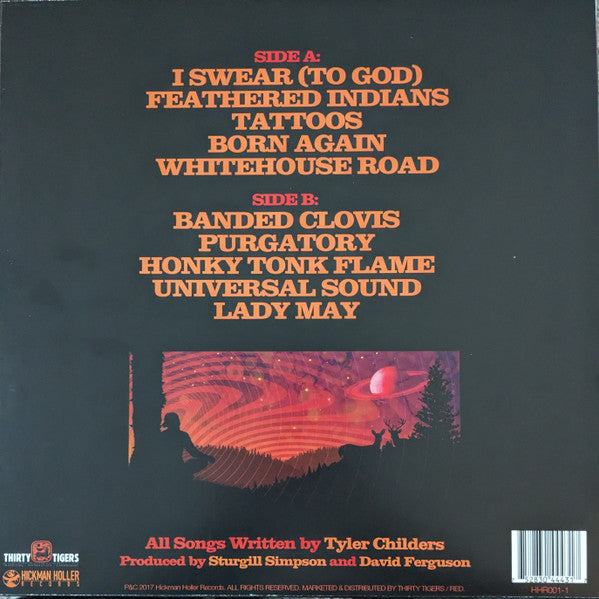 SIDE A:
I SWEAR (TO GOD)
FEATHERED INDIANS
TATTOOS
BORN AGAIN
WHITEHOUSE ROAD
SIDE B:
BANDED CLOVIS
PURGATORY
HONKY TONK FLAME
UNIVERSAL SOUND
LADY MAY
All Songs Written by Tyler Childers
Produced by Sturgill Simpson and David Ferguson
THIRTY TIGERS
HICKMAN HOLLER
RECORDS
P&C 2017 Hickman Holler Records. ALL RIGHTS RESERVED. MARKETED & DISTRIBUTED BY THIRTY TIGERS / RED.
HHR001-1